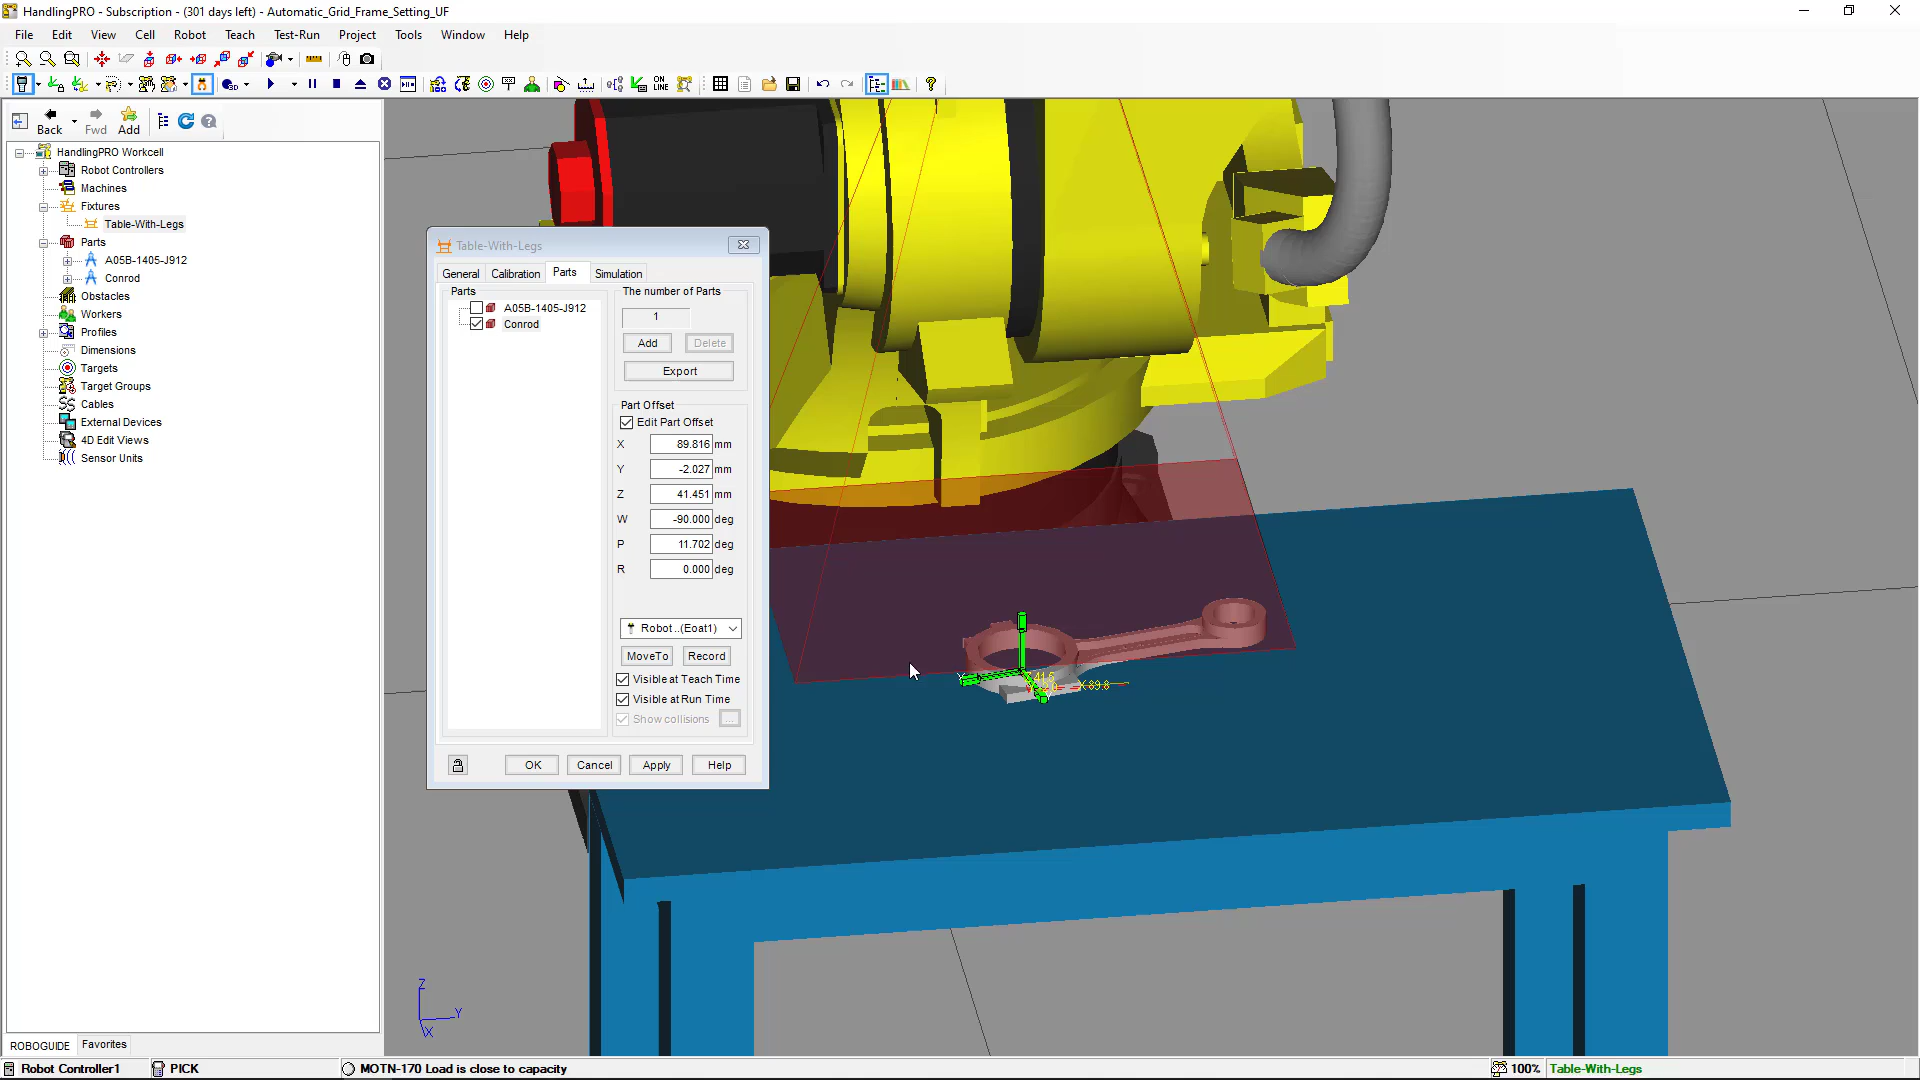 HandlingPRO - Subscription - (301 days left) - Automatic_Grid_Frame_Setting_UF
File Edit View Cell Robot Teach Test-Run Project Tools Window Help
ON LINE
Back Fwd Add
HandlingPRO Workcell
Robot Controllers
Machines
Fixtures
Table-With-Legs
Parts
A05B-1405-J912
Conrod
Obstacles
Workers
Profiles
Dimensions
Targets
Target Groups
Cables
External Devices
4D Edit Views
Sensor Units
ROBOGUIDE Favorites
Table-With-Legs
General Calibration Parts Simulation
Parts
A05B-1405-J912
Conrod
The number of Parts
1
Add Delete
Export
Part Offset
Edit Part Offset
X 89.816 mm
Y -2.027 mm
Z 41.451 mm
W -90.000 deg
P 11.702 deg
R 0.000 deg
Robot..(Eoat1)
MoveTo Record
Visible at Teach Time
Visible at Run Time
Show collisions ...
OK Cancel Apply Help
X 89.8
Z
Y
X
Robot Controller1 PICK MOTN-170 Load is close to capacity 100% Table-With-Legs